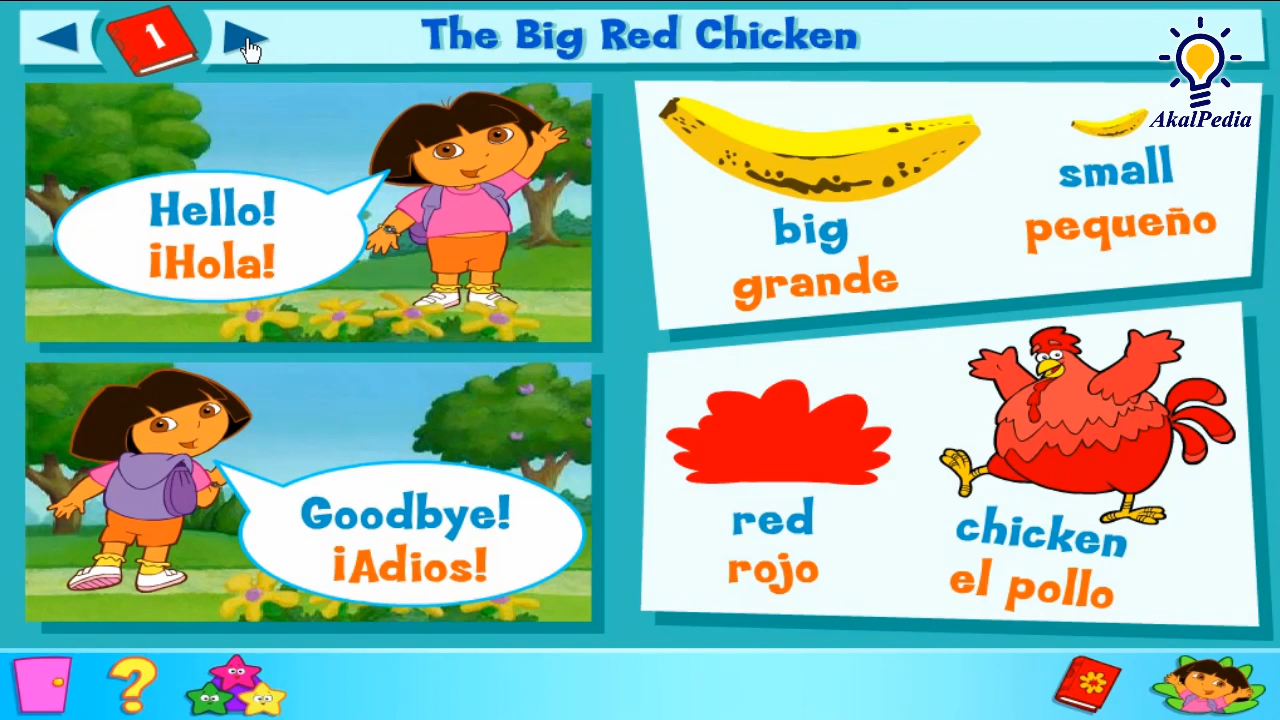 1
The Big Red Chicken
AkalPedia
Hello!
¡Hola!
big
grande
small
pequeño
Goodbye!
¡Adios!
red
rojo
chicken
el pollo
?